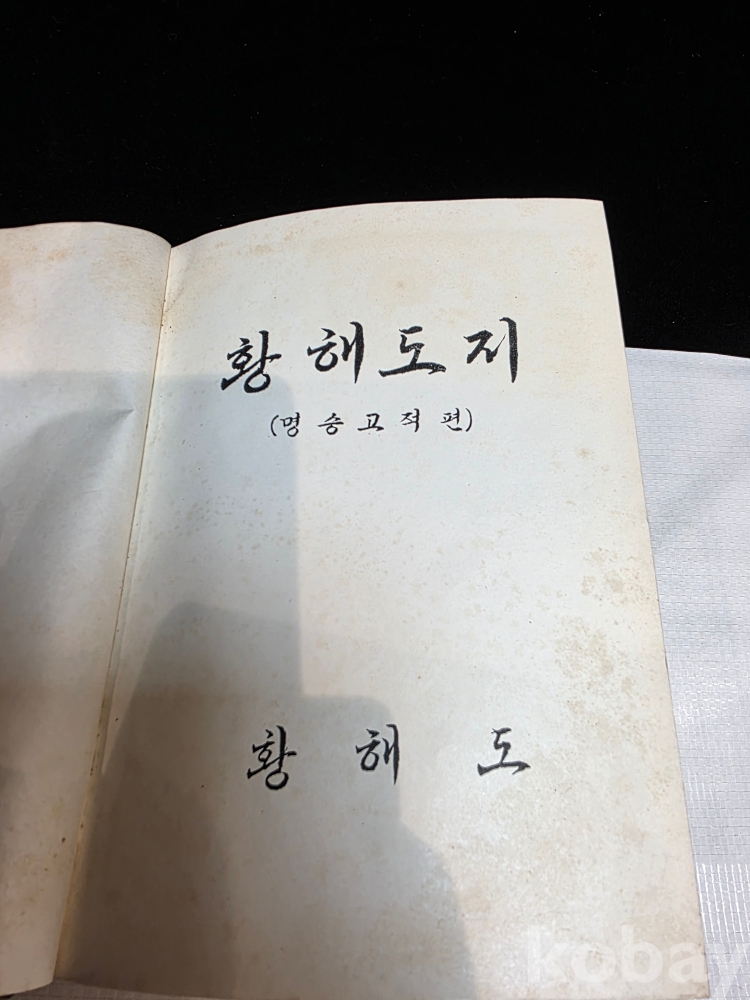 황해도지
(명승고적편)
황 해 도
kobay